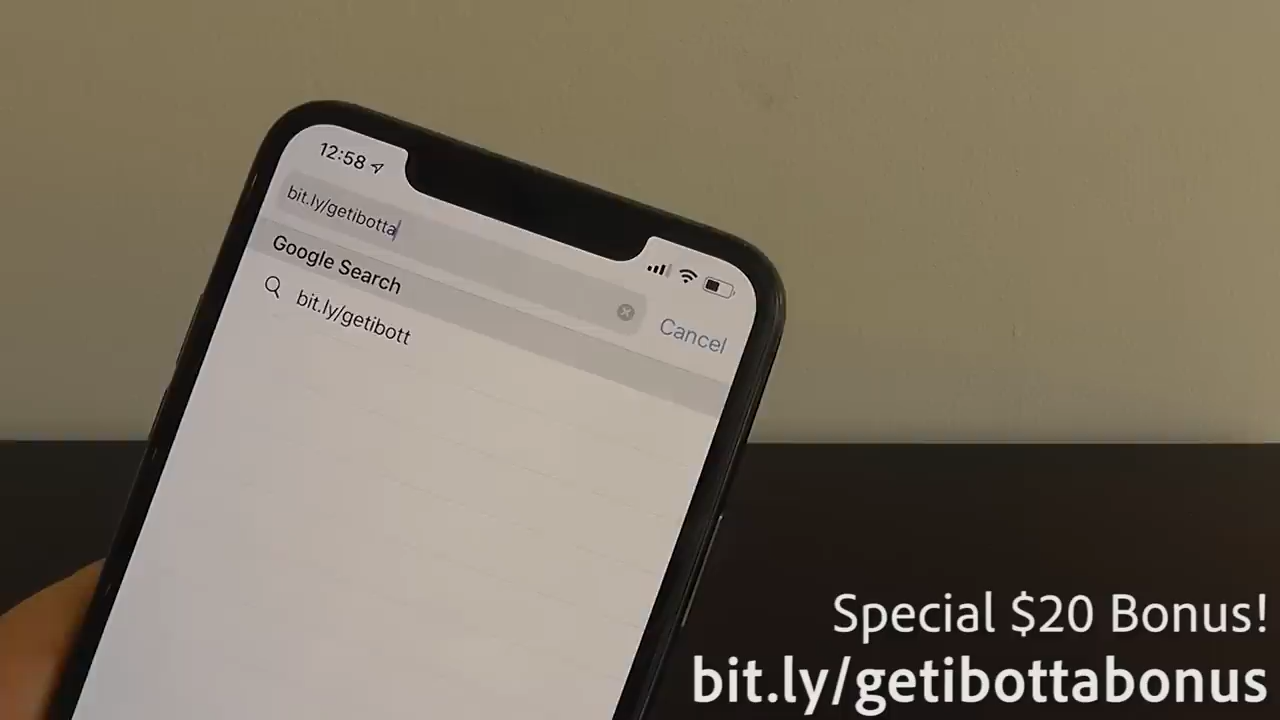 12:58
bit.ly/getibotta
Cancel
Google Search
bit.ly/getibott
Special $20 Bonus!
bit.ly/getibottabonus